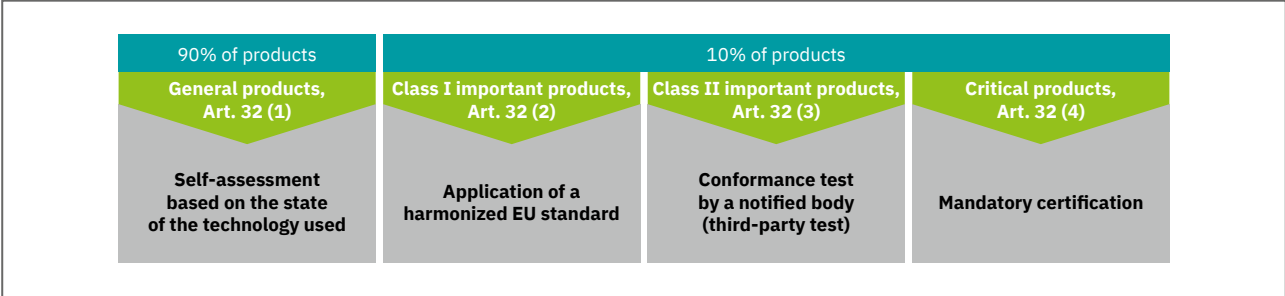 90% of products
10% of products
General products,
Art. 32 (1)
Class I important products,
Art. 32 (2)
Class II important products,
Art. 32 (3)
Critical products,
Art. 32 (4)
Self-assessment
based on the state
of the technology used
Application of a
harmonized EU standard
Conformance test
by a notified body
(third-party test)
Mandatory certification